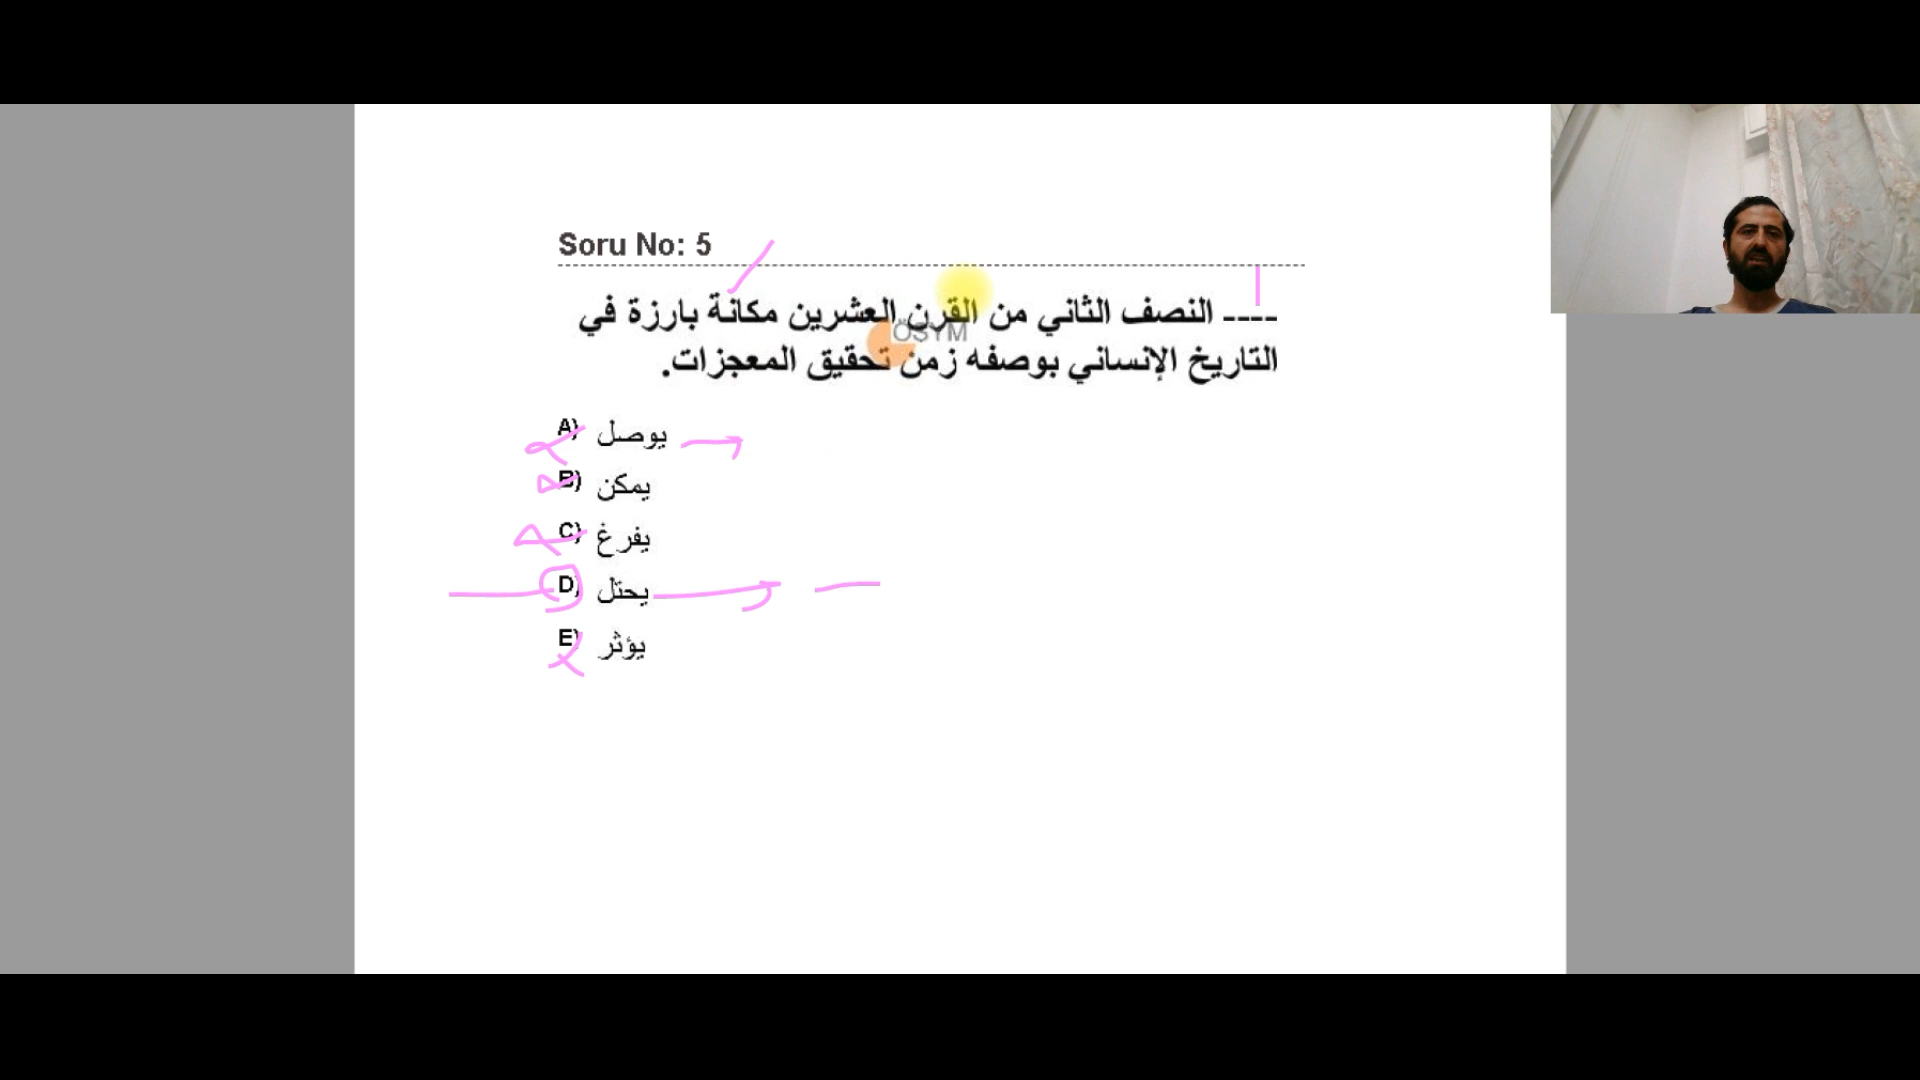 Soru No: 5
---- النصف الثاني من القرن العشرين مكانة بارزة في
التاريخ الإنساني بوصفه زمن تحقيق المعجزات.
ÖSYM
A) يوصل
B) يمكن
C) يفرغ
D) يحتل
E) يؤثر